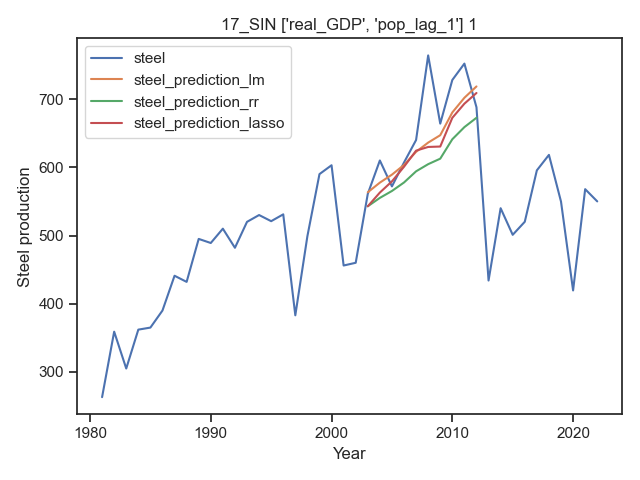 17_SIN ['real_GDP', 'pop_lag_1'] 1
steel
steel_prediction_lm
steel_prediction_rr
steel_prediction_lasso
Steel production
700
600
500
400
300
1980
1990
2000
2010
2020
Year